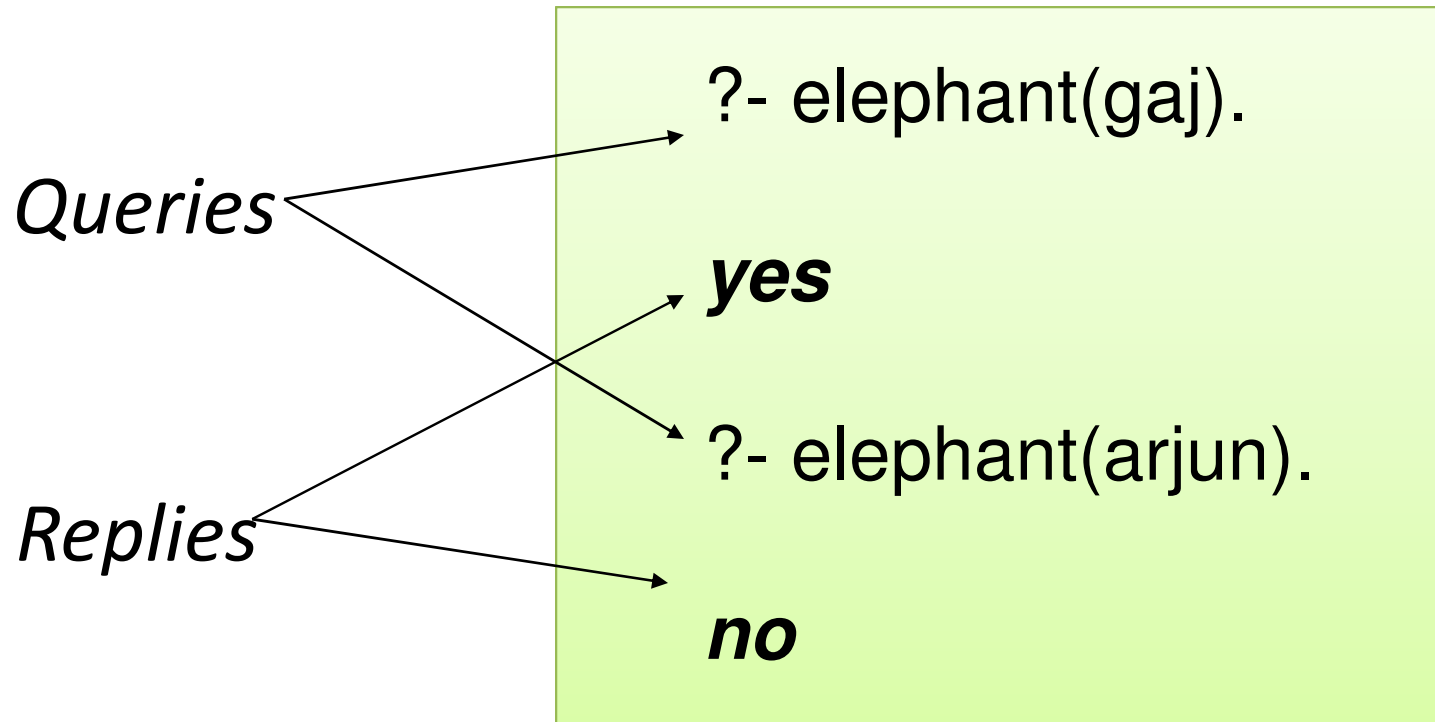 ?- elephant(gaj).
Queries
yes
?- elephant(arjun).
Replies
no